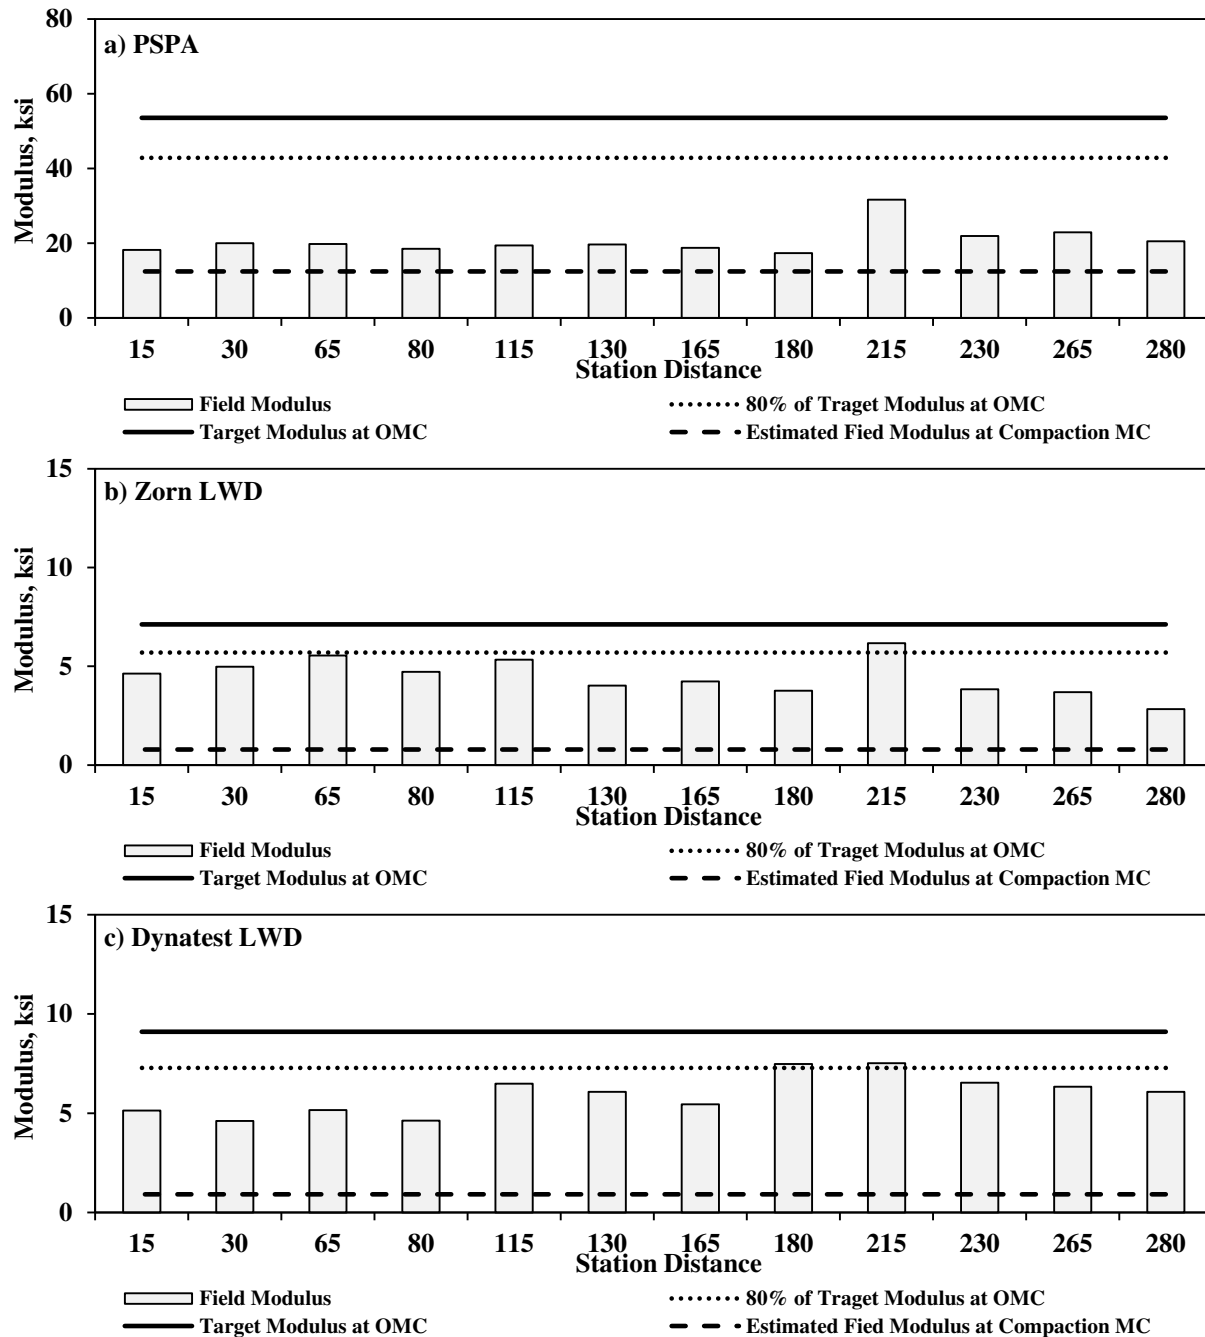 a) PSPA
Modulus, ksi
80
60
40
20
0
15 30 65 80 115 130 165 180 215 230 265 280
Station Distance
Field Modulus
80% of Traget Modulus at OMC
Target Modulus at OMC
Estimated Fied Modulus at Compaction MC
b) Zorn LWD
Modulus, ksi
15
10
5
0
15 30 65 80 115 130 165 180 215 230 265 280
Station Distance
Field Modulus
80% of Traget Modulus at OMC
Target Modulus at OMC
Estimated Fied Modulus at Compaction MC
c) Dynatest LWD
Modulus, ksi
15
10
5
0
15 30 65 80 115 130 165 180 215 230 265 280
Station Distance
Field Modulus
80% of Traget Modulus at OMC
Target Modulus at OMC
Estimated Fied Modulus at Compaction MC